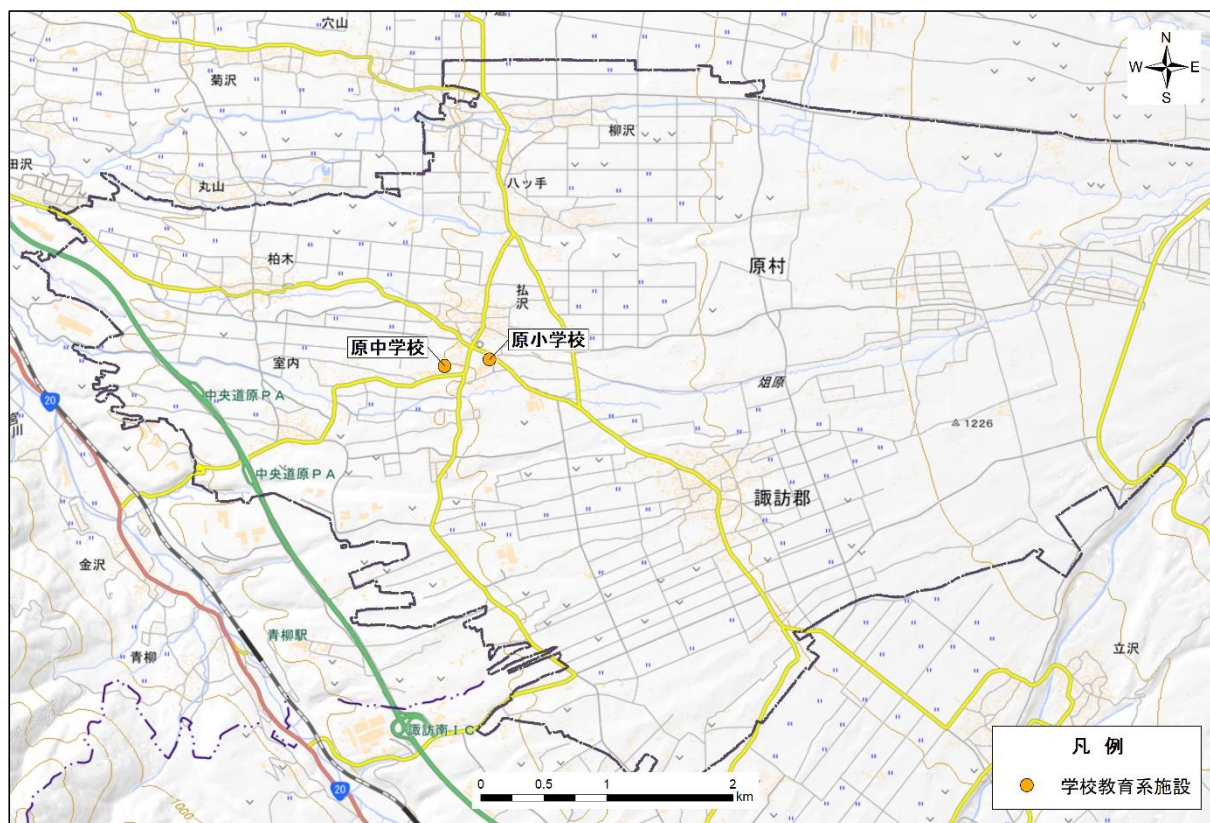 穴山
菊沢
柳沢
丸山
八ッ手
柏木
原村
払沢
原中学校
原小学校
室内
中央道原PA
俎原
20
1226
中央道原PA
諏訪郡
金沢
青柳駅
青柳
立沢
諏訪南IC
20
1000
N
W
E
S
凡 例
学校教育系施設
0
0.5
1
2
km